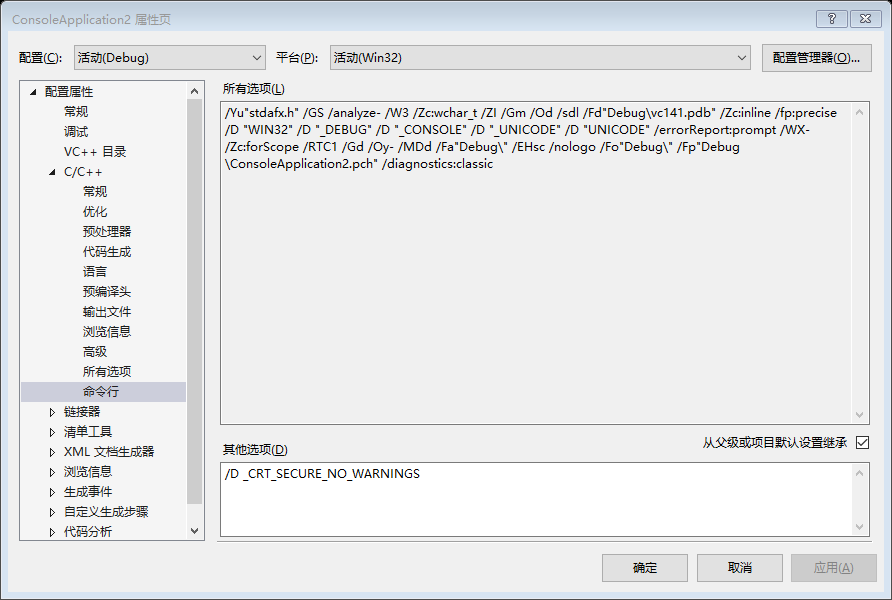 ConsoleApplication2 属性页
配置(C): 活动(Debug) 平台(P): 活动(Win32) 配置管理器(O)...
配置属性
常规
调试
VC++ 目录
C/C++
常规
优化
预处理器
代码生成
语言
预编译头
输出文件
浏览信息
高级
所有选项
命令行
链接器
清单工具
XML 文档生成器
浏览信息
生成事件
自定义生成步骤
代码分析
所有选项(L)
/Yu"stdafx.h" /GS /analyze- /W3 /Zc:wchar_t /ZI /Gm /Od /sdl /Fd"Debug\vc141.pdb" /Zc:inline /fp:precise
/D "WIN32" /D "_DEBUG" /D "_CONSOLE" /D "_UNICODE" /D "UNICODE" /errorReport:prompt /WX-
/Zc:forScope /RTC1 /Gd /Oy- /MDd /Fa"Debug\" /EHsc /nologo /Fo"Debug\" /Fp"Debug
\ConsoleApplication2.pch" /diagnostics:classic
从父级或项目默认设置继承
其他选项(D)
/D _CRT_SECURE_NO_WARNINGS
确定 取消 应用(A)